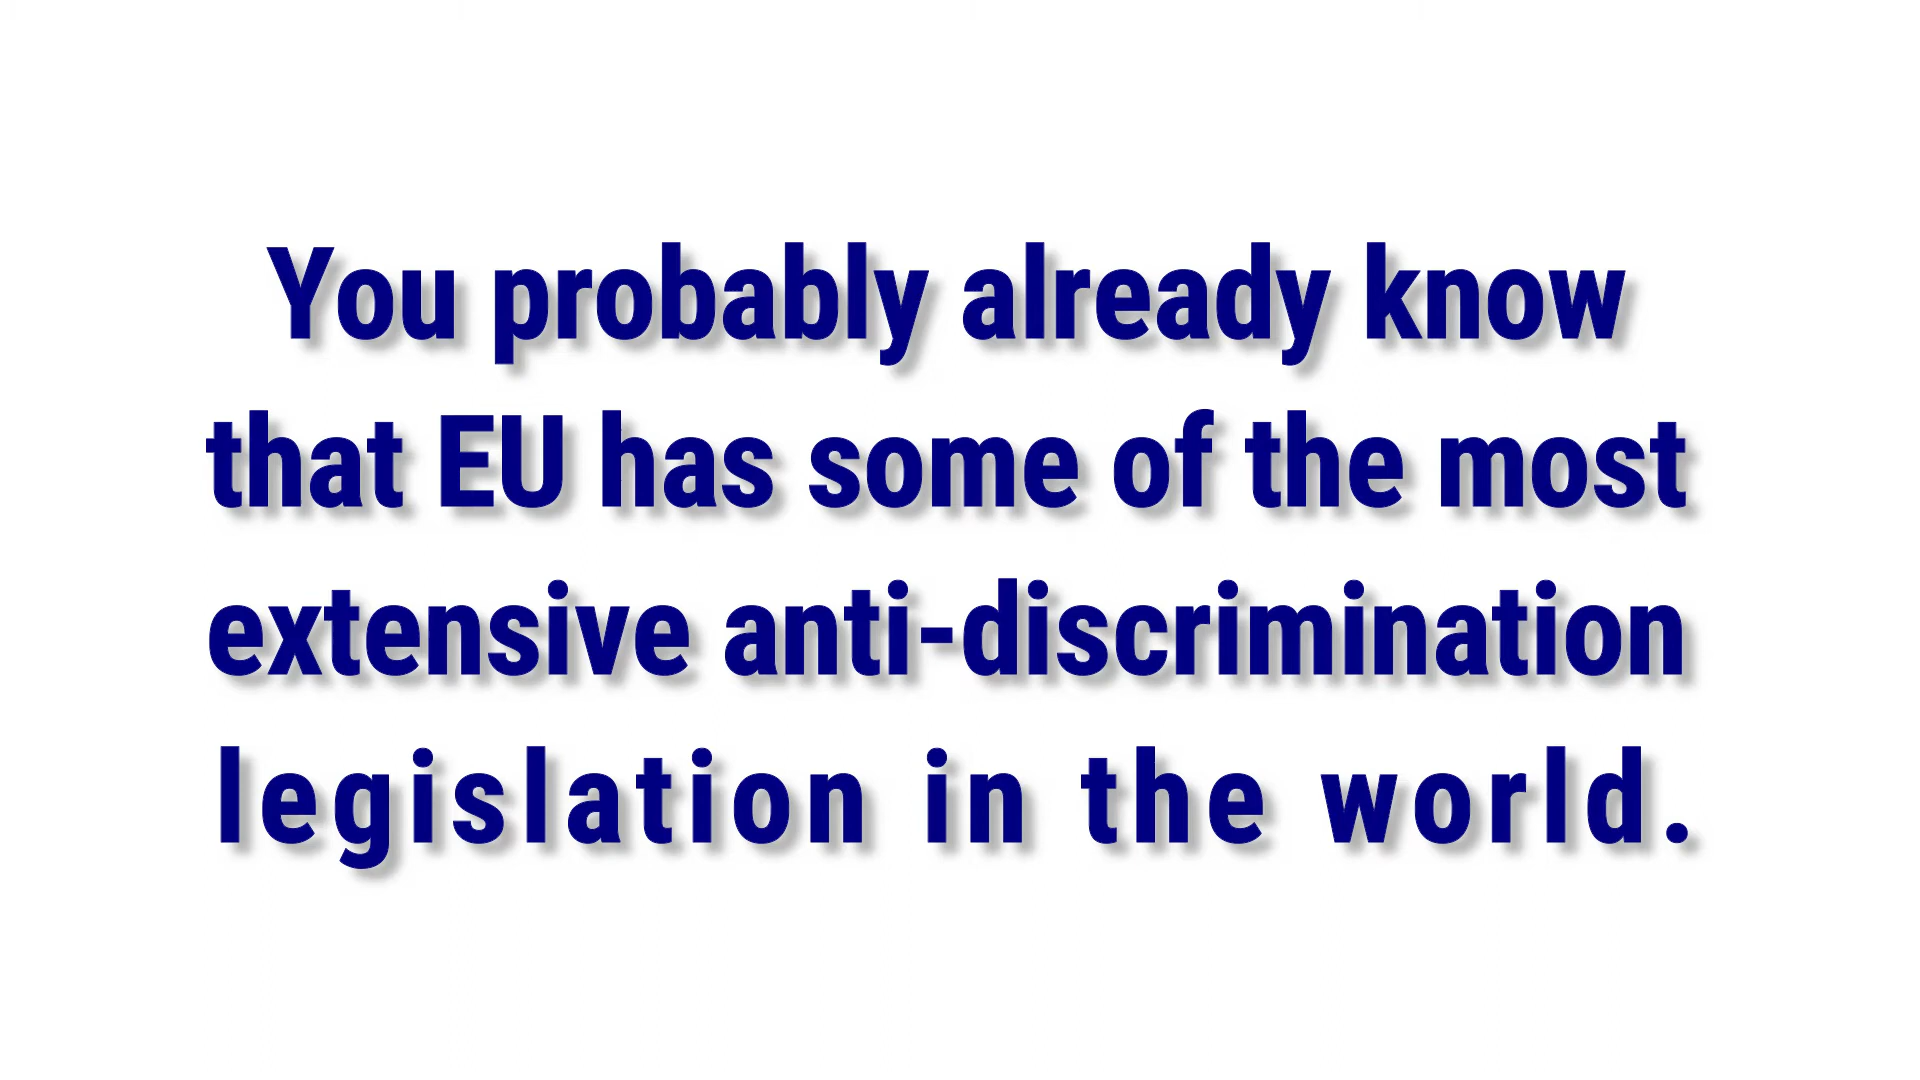 You probably already know
that EU has some of the most
extensive anti-discrimination
legislation in the world.